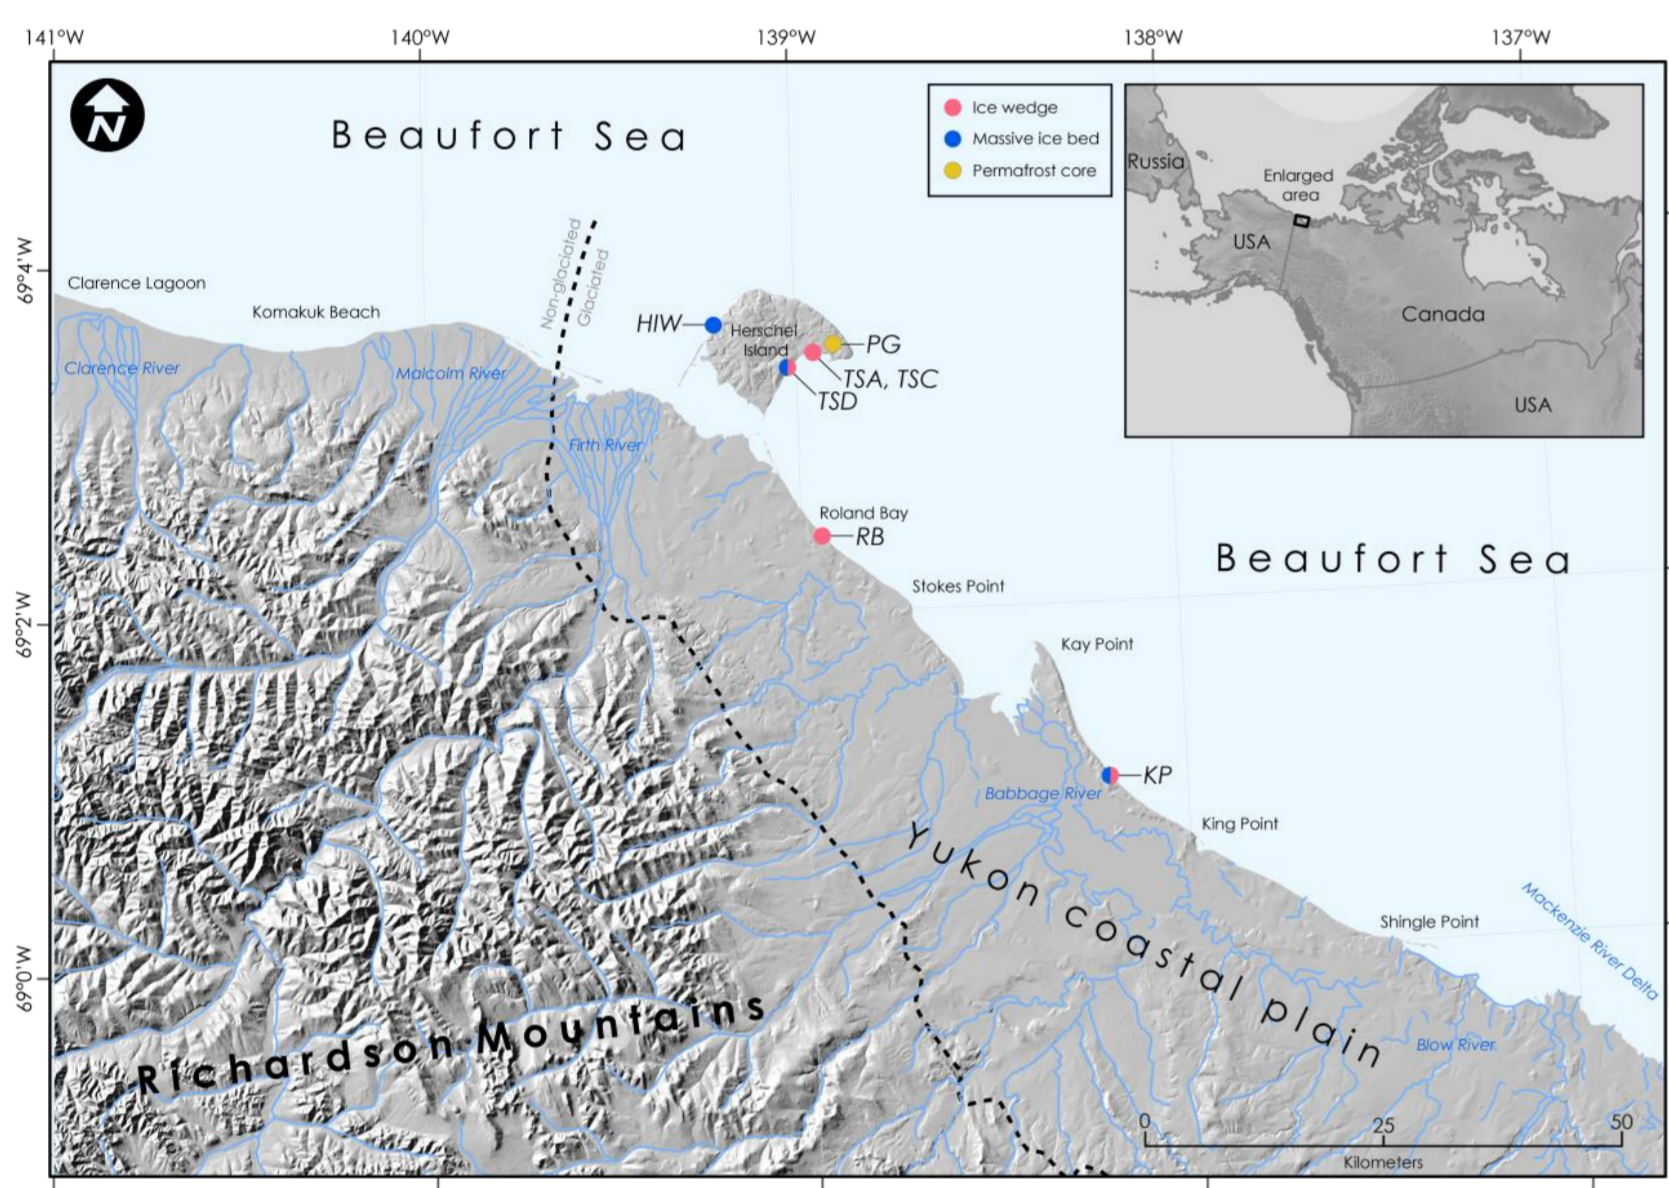 141°W 140°W 139°W 138°W 137°W
N
Beaufort Sea
Ice wedge
Massive ice bed
Permafrost core
Russia
Enlarged
area
USA
Canada
USA
69°4'W
Clarence Lagoon
Komakuk Beach
Non-glaciated
Glaciated
HIW
Herschel
Island
PG
TSA, TSC
TSD
Clarence River
Malcolm River
Firth River
Roland Bay
RB
Beaufort Sea
Stokes Point
69°2'W
Kay Point
KP
Babbage River
King Point
Yukon coastal plain
Mackenzie River Delta
Shingle Point
69°0'W
Richardson Mountains
Blow River
0 25 50
Kilometers